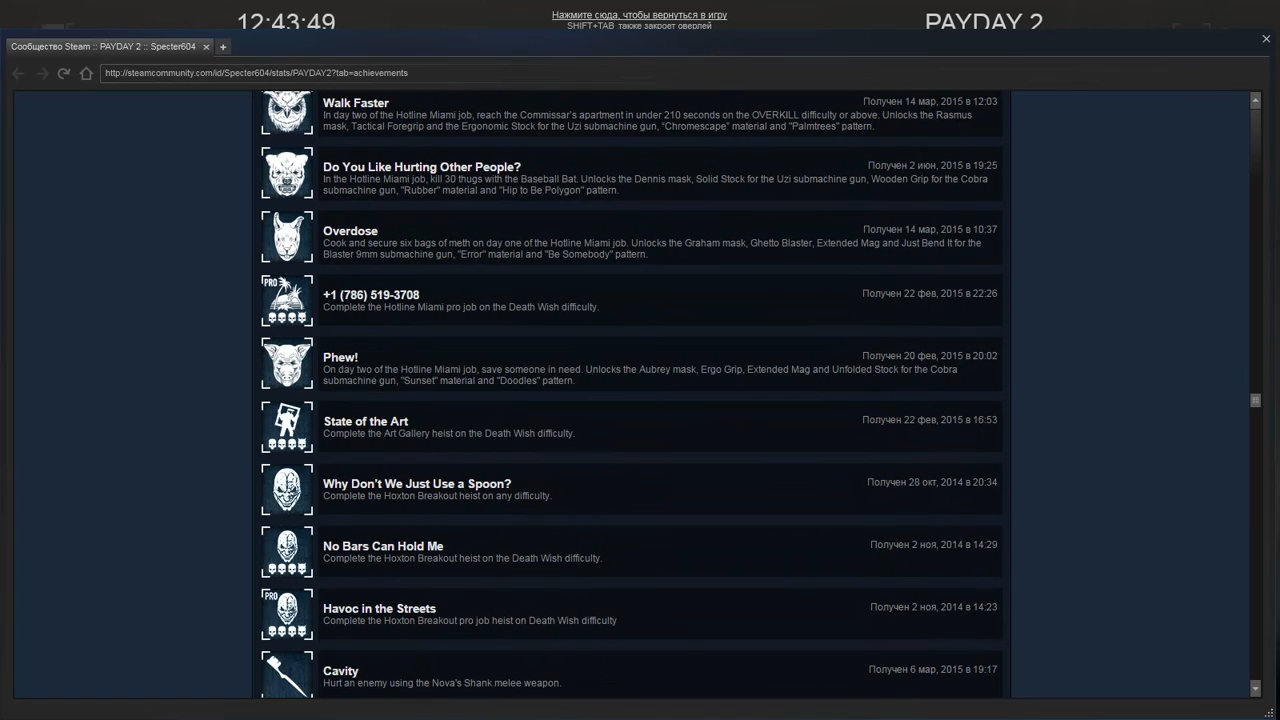 12:43:49
Нажмите сюда, чтобы вернуться в игру
SHIFT+TAB также закроет оверлей
PAYDAY 2
Сообщество Steam :: PAYDAY 2 :: Specter604
http://steamcommunity.com/id/Specter604/stats/PAYDAY2?tab=achievements
Walk Faster
Получен 14 мар, 2015 в 12:03
In day two of the Hotline Miami job, reach the Commissar's apartment in under 210 seconds on the OVERKILL difficulty or above. Unlocks the Rasmus
mask, Tactical Foregrip and the Ergonomic Stock for the Uzi submachine gun, "Chromescape" material and "Palmtrees" pattern.
Do You Like Hurting Other People?
Получен 2 июн, 2015 в 19:25
In the Hotline Miami job, kill 30 thugs with the Baseball Bat. Unlocks the Dennis mask, Solid Stock for the Uzi submachine gun, Wooden Grip for the Cobra
submachine gun, "Rubber" material and "Hip to Be Polygon" pattern.
Overdose
Получен 14 мар, 2015 в 10:37
Cook and secure six bags of meth on day one of the Hotline Miami job. Unlocks the Graham mask, Ghetto Blaster, Extended Mag and Just Bend It for the
Blaster 9mm submachine gun, "Error" material and "Be Somebody" pattern.
PRO
+1 (786) 519-3708
Получен 22 фев, 2015 в 22:26
Complete the Hotline Miami pro job on the Death Wish difficulty.
Phew!
Получен 20 фев, 2015 в 20:02
On day two of the Hotline Miami job, save someone in need. Unlocks the Aubrey mask, Ergo Grip, Extended Mag and Unfolded Stock for the Cobra
submachine gun, "Sunset" material and "Doodles" pattern.
State of the Art
Получен 22 фев, 2015 в 16:53
Complete the Art Gallery heist on the Death Wish difficulty.
Why Don't We Just Use a Spoon?
Получен 28 окт, 2014 в 20:34
Complete the Hoxton Breakout heist on any difficulty.
No Bars Can Hold Me
Получен 2 ноя, 2014 в 14:29
Complete the Hoxton Breakout heist on the Death Wish difficulty.
PRO
Havoc in the Streets
Получен 2 ноя, 2014 в 14:23
Complete the Hoxton Breakout pro job heist on Death Wish difficulty
Cavity
Получен 6 мар, 2015 в 19:17
Hurt an enemy using the Nova's Shank melee weapon.